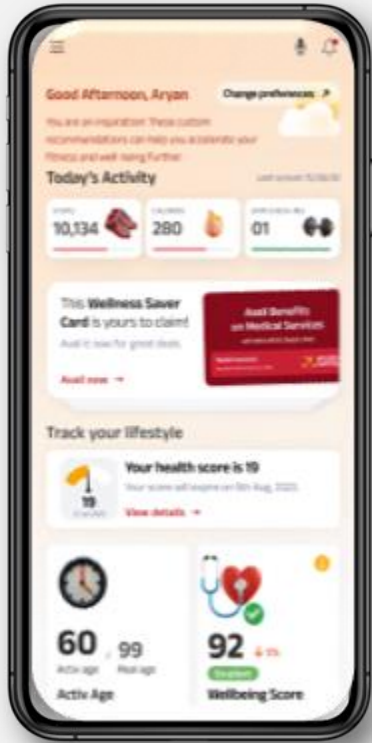 Good Afternoon, Aryan
Change preferences
You are an inspiration! These custom
recommendations can help you accelerate your
fitness and well-being further.
Today's Activity
STEPS
10,134
CALORIES
280
01
This Wellness Saver
Card is yours to claim!
Avail it now for great deals.
Avail now →
Avail Benefits
on Medical Services
Track your lifestyle
Your health score is 19
Your score will expire on 8th Aug, 2023.
View details →
19
60
Activ age
99
Real age
Activ Age
92
↓ 5%
Excellent
Wellbeing Score